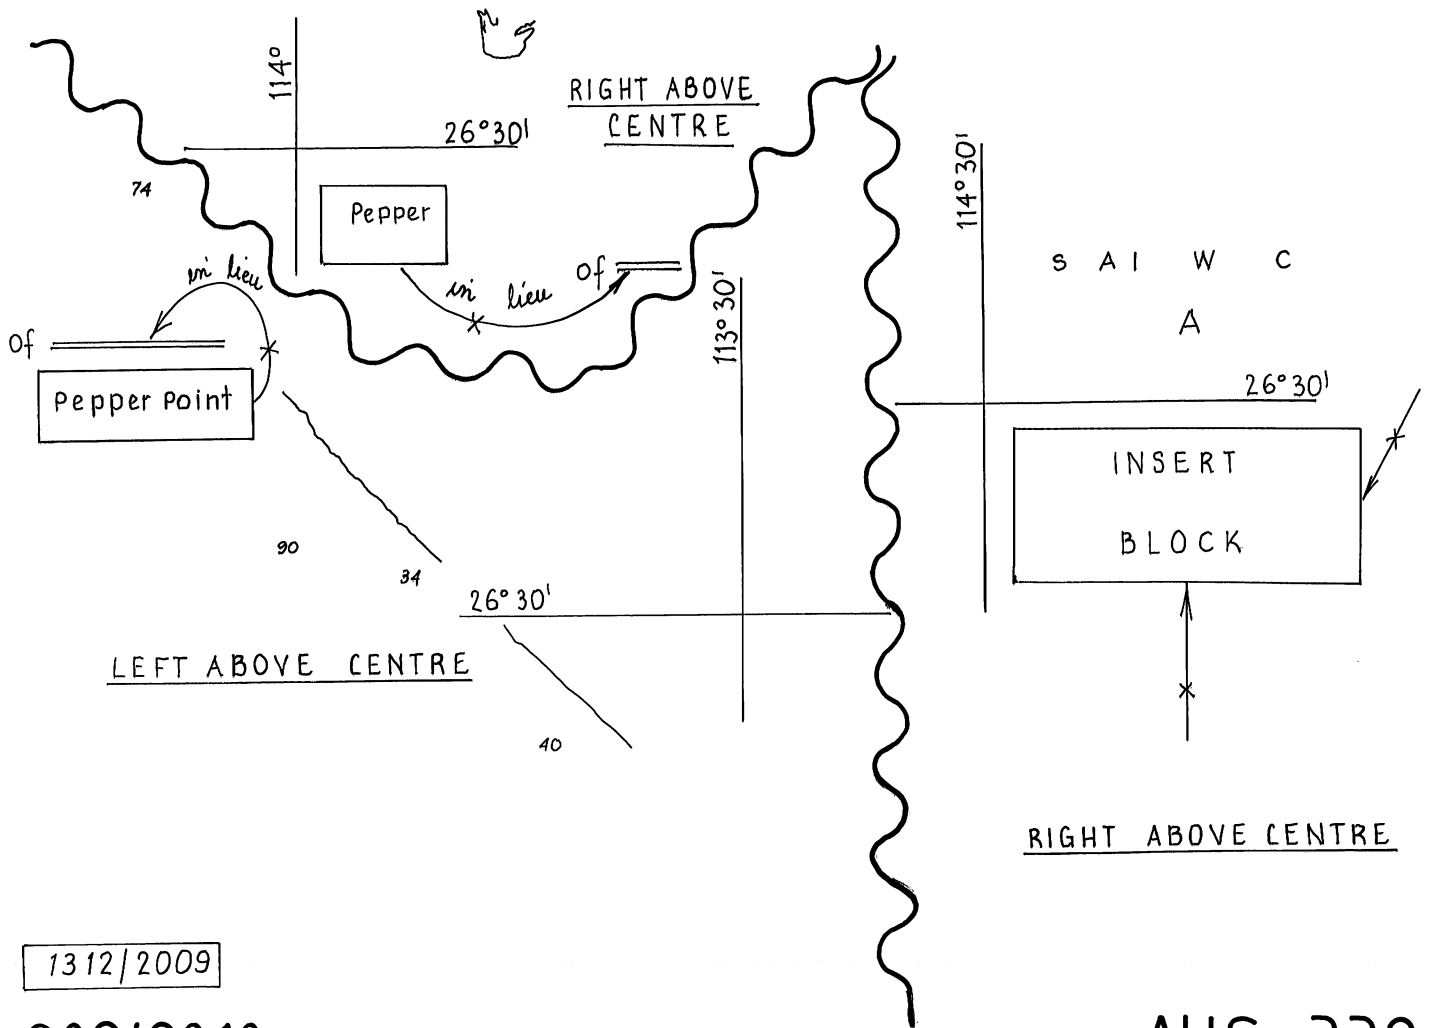 114°
RIGHT ABOVE
CENTRE
26°30'
74
Pepper
in lieu
Of
in lieu
Of
Pepper Point
90
34
26°30'
113°30'
40
LEFT ABOVE CENTRE
114°30'
S A I W C
A
26°30'
INSERT
BLOCK
RIGHT ABOVE CENTRE
1312/2009